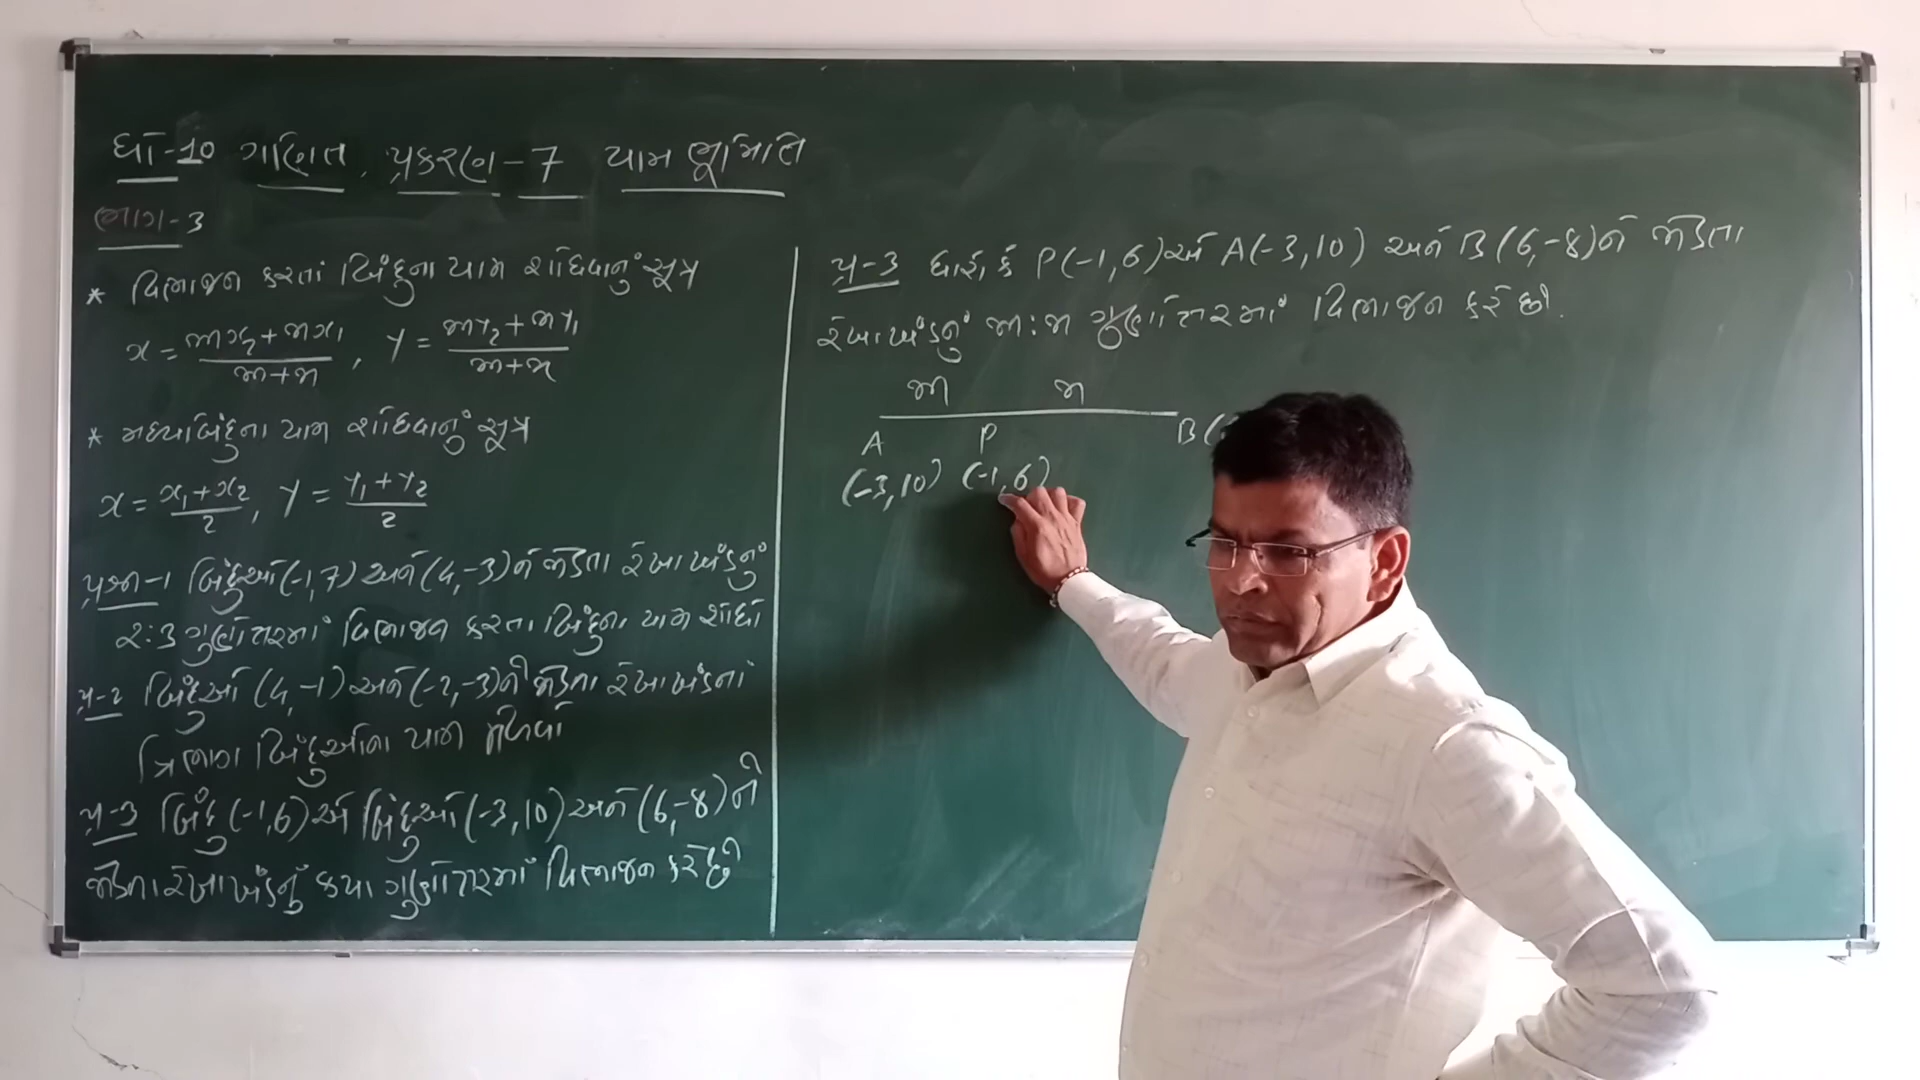 ધો-10 ગણિત, પ્રકરણ-7 યામ ભૂમિતિ
ભાગ-3
* વિભાજન કરતાં બિંદુના યામ શોધવાનું સૂત્ર
x = mx₂+nx₁/m+n, Y = mY₂+nY₁/m+n
* મધ્યબિંદુના યામ શોધવાનું સૂત્ર
x = x₁+x₂/2, Y = Y₁+Y₂/2
પ્રશ્ન-1 બિંદુઓ (-1,7) અને (4,-3) ને જોડતા રેખાખંડનું
2:3 ગુણોત્તરમાં વિભાજન કરતા બિંદુના યામ શોધો
પ્ર-2 બિંદુઓ (4,-1) અને (-2,-3) ને જોડતા રેખાખંડનાં
ત્રિભાગ બિંદુઓના યામ મેળવો
પ્ર-3 બિંદુ (-1,6) એ બિંદુઓ (-3,10) અને (6,-8) ને
જોડતા રેખાખંડનું કયા ગુણોત્તરમાં વિભાજન કરે છે
પ્ર-3 ધારો કે P(-1,6) એ A(-3,10) અને B(6,-8) ને જોડતા
રેખાખંડનું m:n ગુણોત્તરમાં વિભાજન કરે છે.
m n
A P B(
(-3,10) (-1,6)